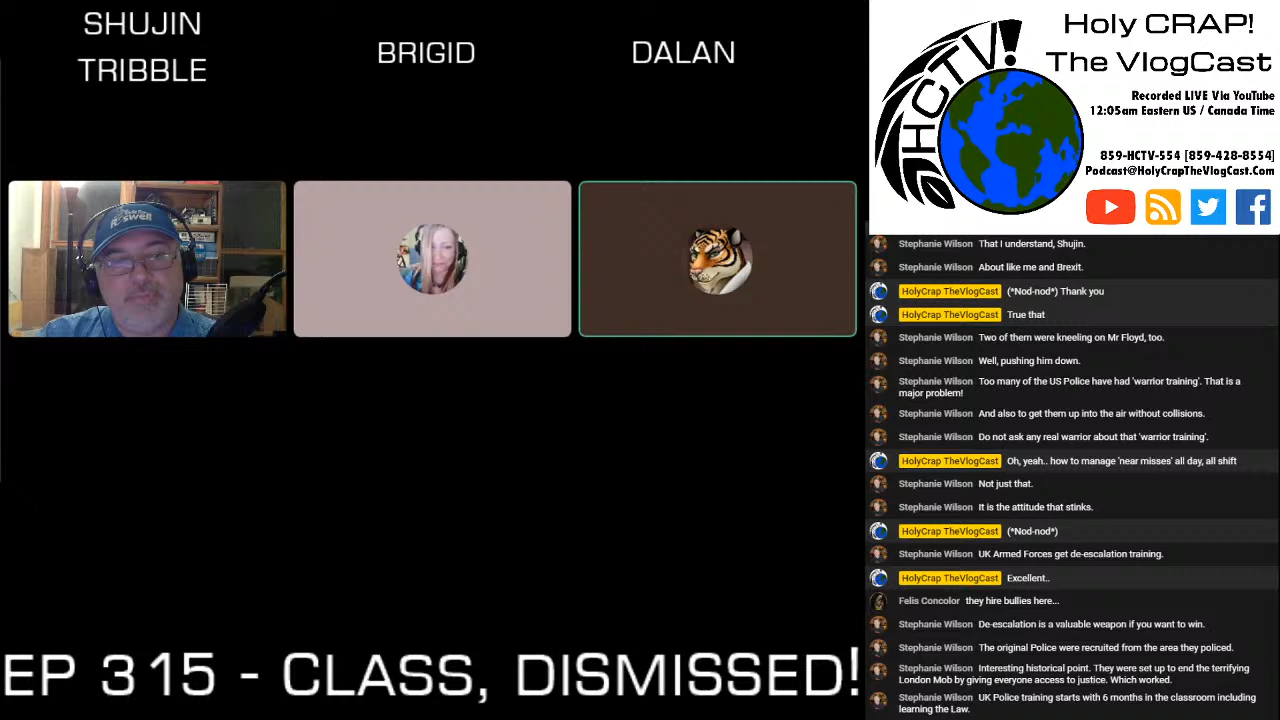 SHUJIN
TRIBBLE
BRIGID
DALAN
HCTV!
Holy CRAP!
The VlogCast
Recorded LIVE Via YouTube
12:05am Eastern US / Canada Time
859-HCTV-554 [859-428-8554]
Podcast@HolyCrapTheVlogCast.Com
Stephanie Wilson That I understand, Shujin.
Stephanie Wilson About like me and Brexit.
HolyCrap TheVlogCast (*Nod-nod*) Thank you
HolyCrap TheVlogCast True that
Stephanie Wilson Two of them were kneeling on Mr Floyd, too.
Stephanie Wilson Well, pushing him down.
Stephanie Wilson Too many of the US Police have had 'warrior training'. That is a
major problem!
Stephanie Wilson And also to get them up into the air without collisions.
Stephanie Wilson Do not ask any real warrior about that 'warrior training'.
HolyCrap TheVlogCast Oh, yeah.. how to manage 'near misses' all day, all shift
Stephanie Wilson Not just that.
Stephanie Wilson It is the attitude that stinks.
HolyCrap TheVlogCast (*Nod-nod*)
Stephanie Wilson UK Armed Forces get de-escalation training.
HolyCrap TheVlogCast Excellent..
Felis Concolor they hire bullies here...
Stephanie Wilson De-escalation is a valuable weapon if you want to win.
Stephanie Wilson The original Police were recruited from the area they policed.
Stephanie Wilson Interesting historical point. They were set up to end the terrifying
London Mob by giving everyone access to justice. Which worked.
Stephanie Wilson UK Police training starts with 6 months in the classroom including
learning the Law.
EP 315 - CLASS, DISMISSED!